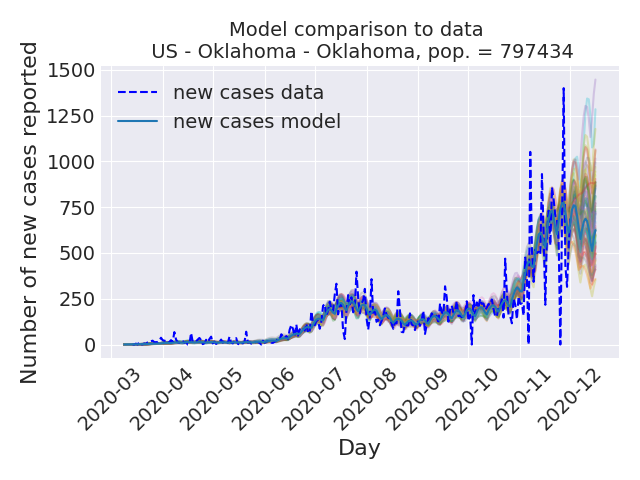 Model comparison to data
US - Oklahoma - Oklahoma, pop. = 797434
Number of new cases reported
1500
1250
1000
750
500
250
0
new cases data
new cases model
2020-03
2020-04
2020-05
2020-06
2020-07
2020-08
2020-09
2020-10
2020-11
2020-12
Day